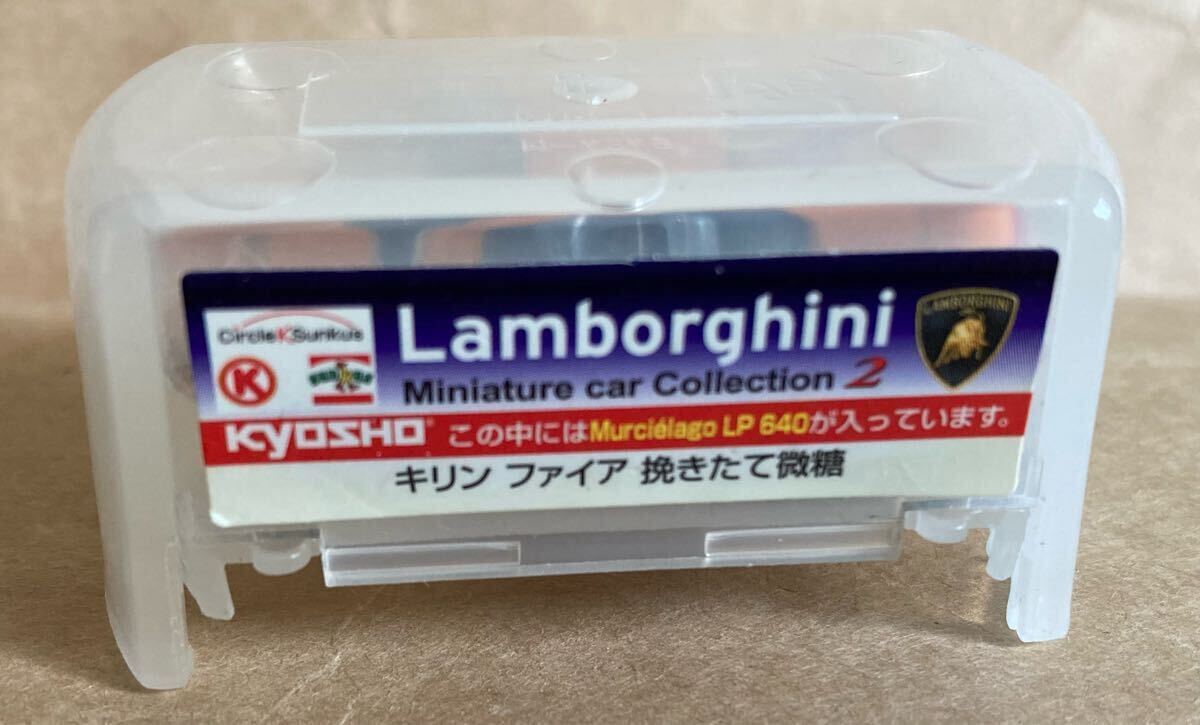 CircleKSunkus
K
Lamborghini
LAMBORGHINI
Miniature car Collection 2
KYOSHO この中にはMurciélago LP 640が入っています。
キリン ファイア 挽きたて微糖